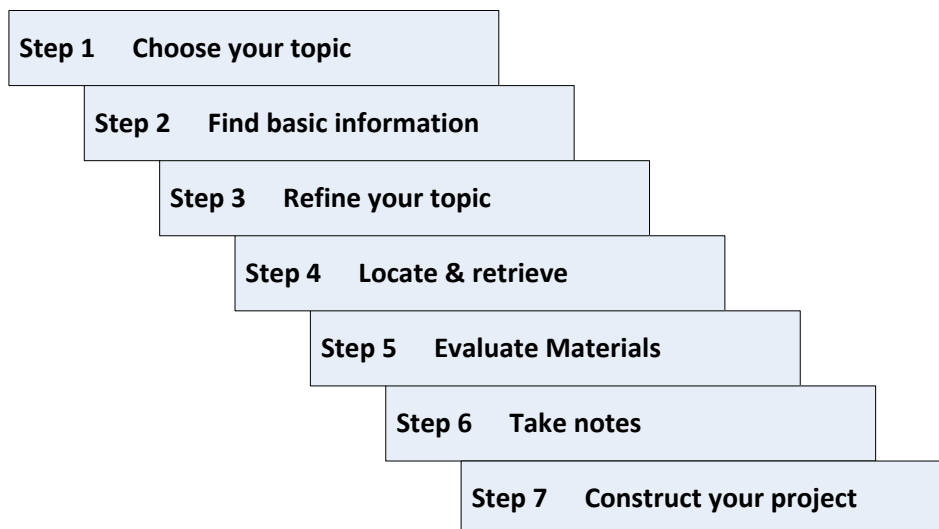 Step 1 Choose your topic
Step 2 Find basic information
Step 3 Refine your topic
Step 4 Locate & retrieve
Step 5 Evaluate Materials
Step 6 Take notes
Step 7 Construct your project